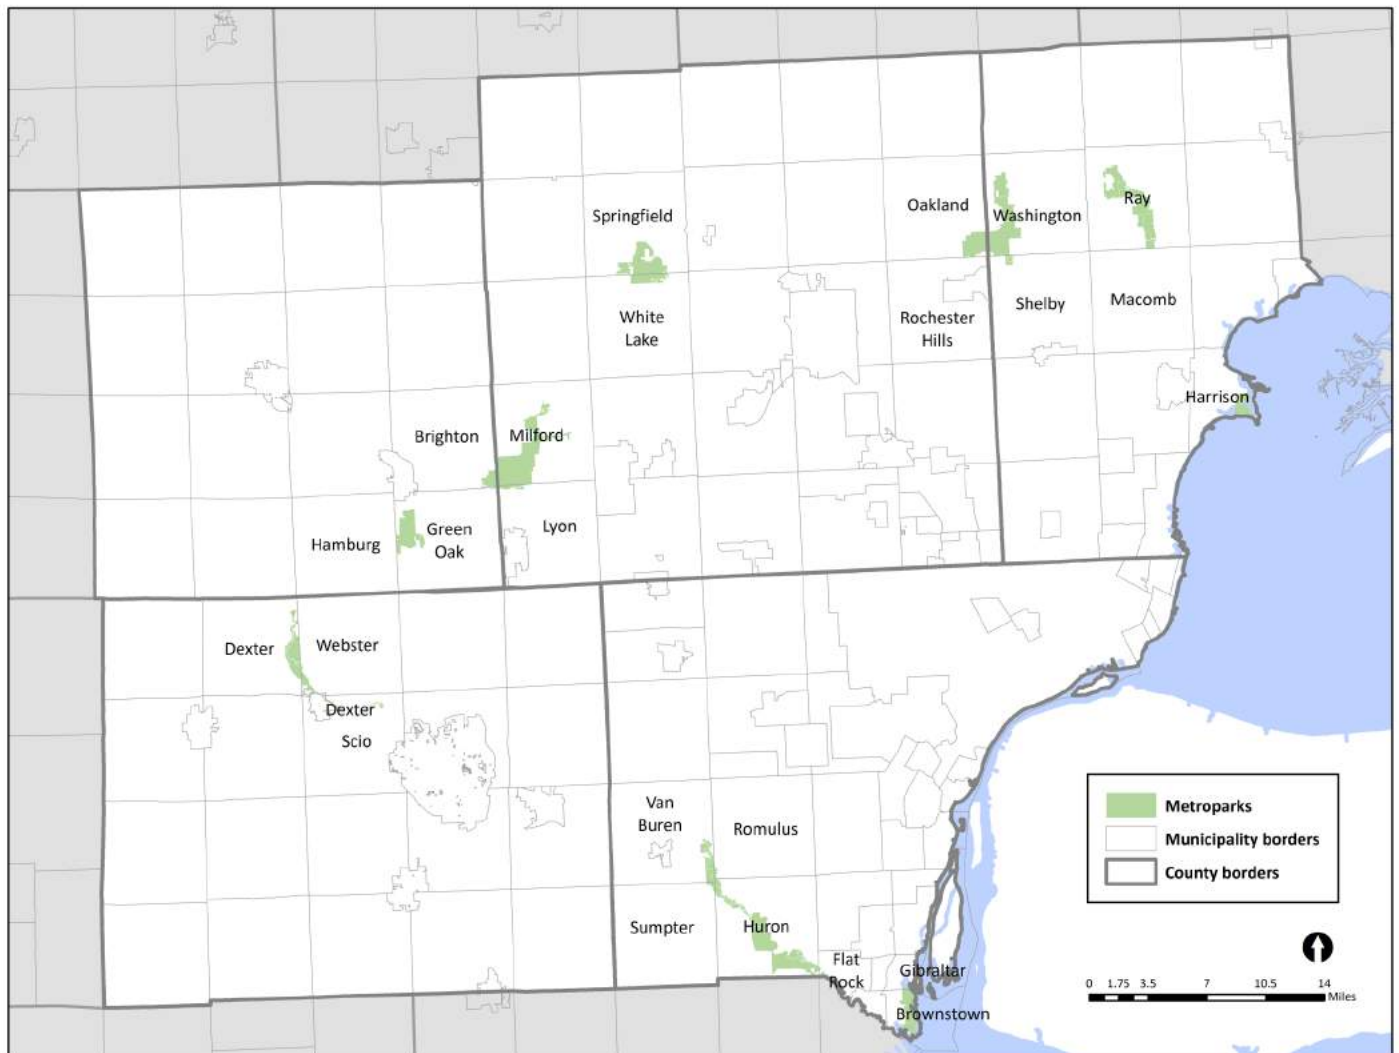 Springfield
Oakland
Washington
Ray
White
Lake
Rochester
Hills
Shelby
Macomb
Harrison
Brighton
Milford
Hamburg
Green
Oak
Lyon
Dexter
Webster
Dexter
Scio
Van
Buren
Romulus
Sumpter
Huron
Flat
Rock
Gibraltar
Brownstown
Metroparks
Municipality borders
County borders
0 1.75 3.5 7 10.5 14
Miles